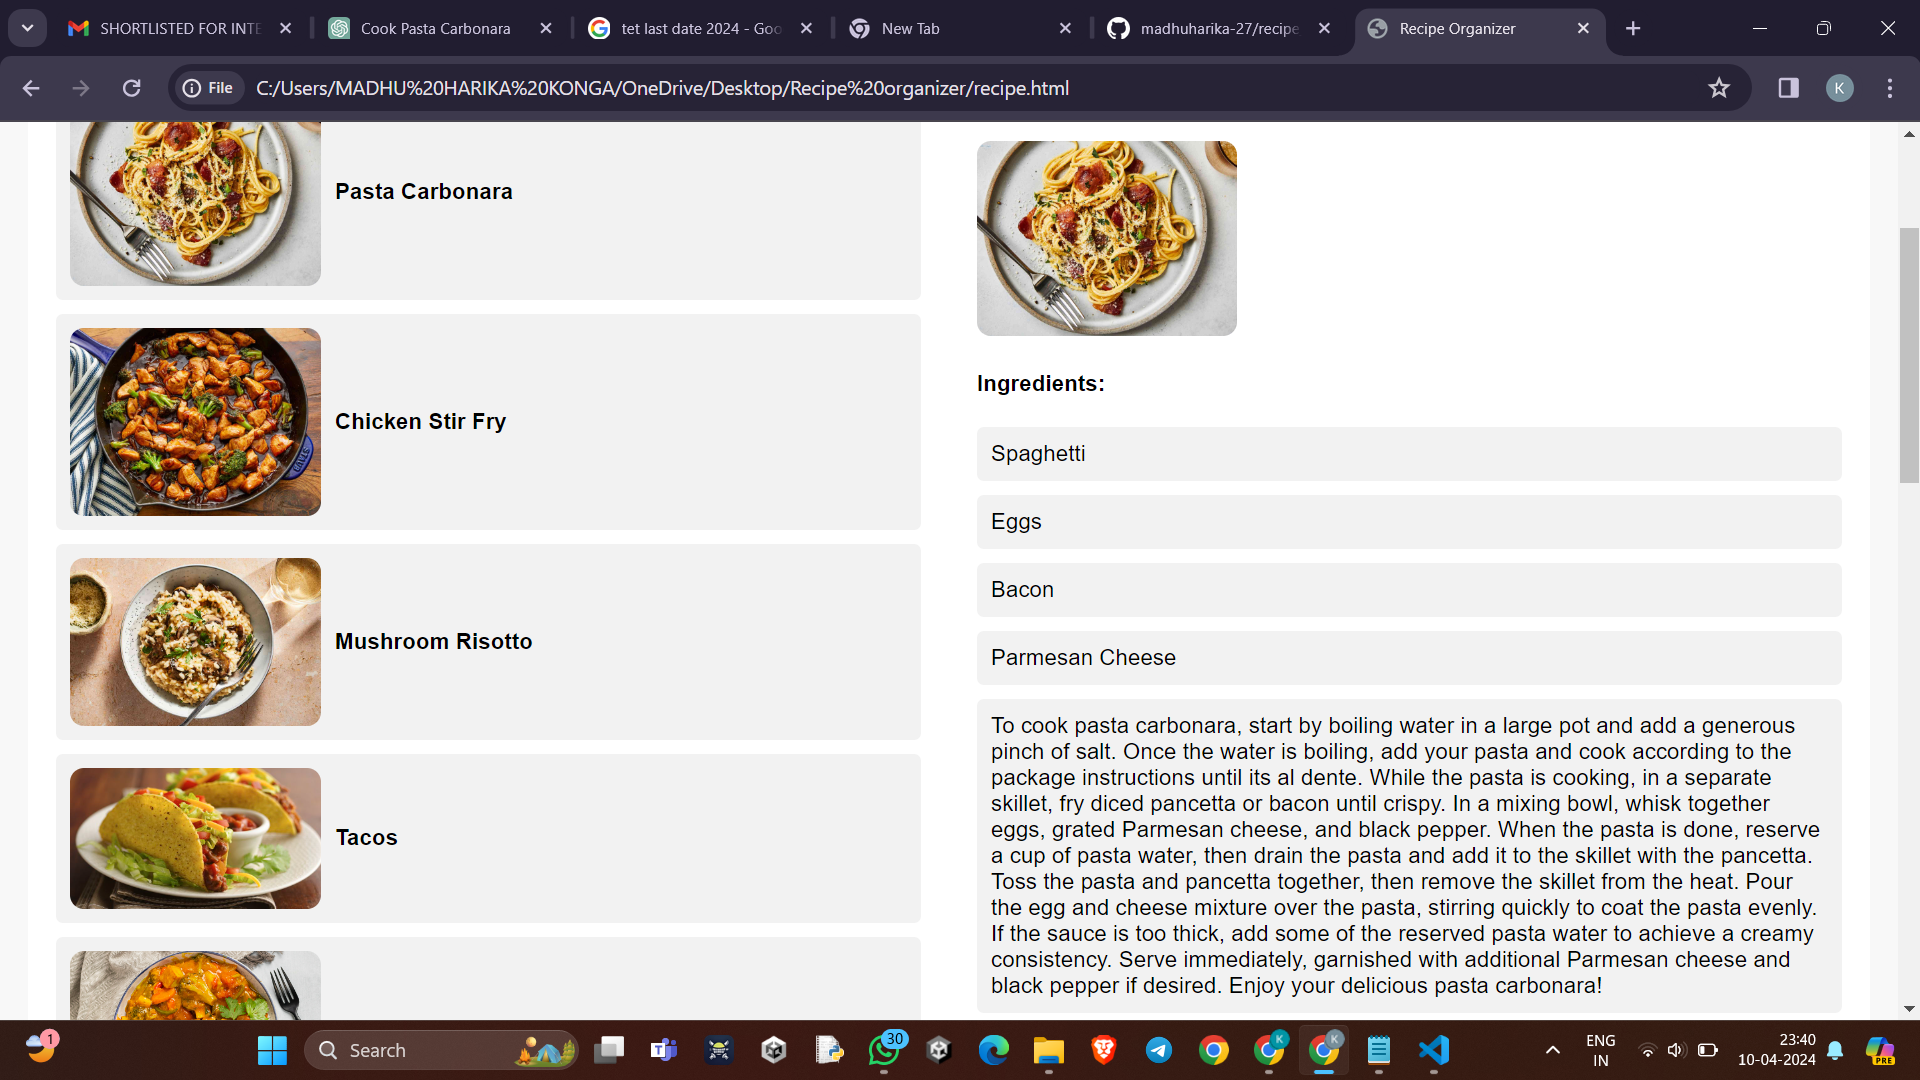 SHORTLISTED FOR INTE
Cook Pasta Carbonara
tet last date 2024 - Goo
New Tab
madhuharika-27/recipe
Recipe Organizer
File
C:/Users/MADHU%20HARIKA%20KONGA/OneDrive/Desktop/Recipe%20organizer/recipe.html
K
Pasta Carbonara
Chicken Stir Fry
Mushroom Risotto
Tacos
Ingredients:
Spaghetti
Eggs
Bacon
Parmesan Cheese
To cook pasta carbonara, start by boiling water in a large pot and add a generous
pinch of salt. Once the water is boiling, add your pasta and cook according to the
package instructions until its al dente. While the pasta is cooking, in a separate
skillet, fry diced pancetta or bacon until crispy. In a mixing bowl, whisk together
eggs, grated Parmesan cheese, and black pepper. When the pasta is done, reserve
a cup of pasta water, then drain the pasta and add it to the skillet with the pancetta.
Toss the pasta and pancetta together, then remove the skillet from the heat. Pour
the egg and cheese mixture over the pasta, stirring quickly to coat the pasta evenly.
If the sauce is too thick, add some of the reserved pasta water to achieve a creamy
consistency. Serve immediately, garnished with additional Parmesan cheese and
black pepper if desired. Enjoy your delicious pasta carbonara!
1
Search
30
K
K
ENG
IN
23:40
10-04-2024
PRE